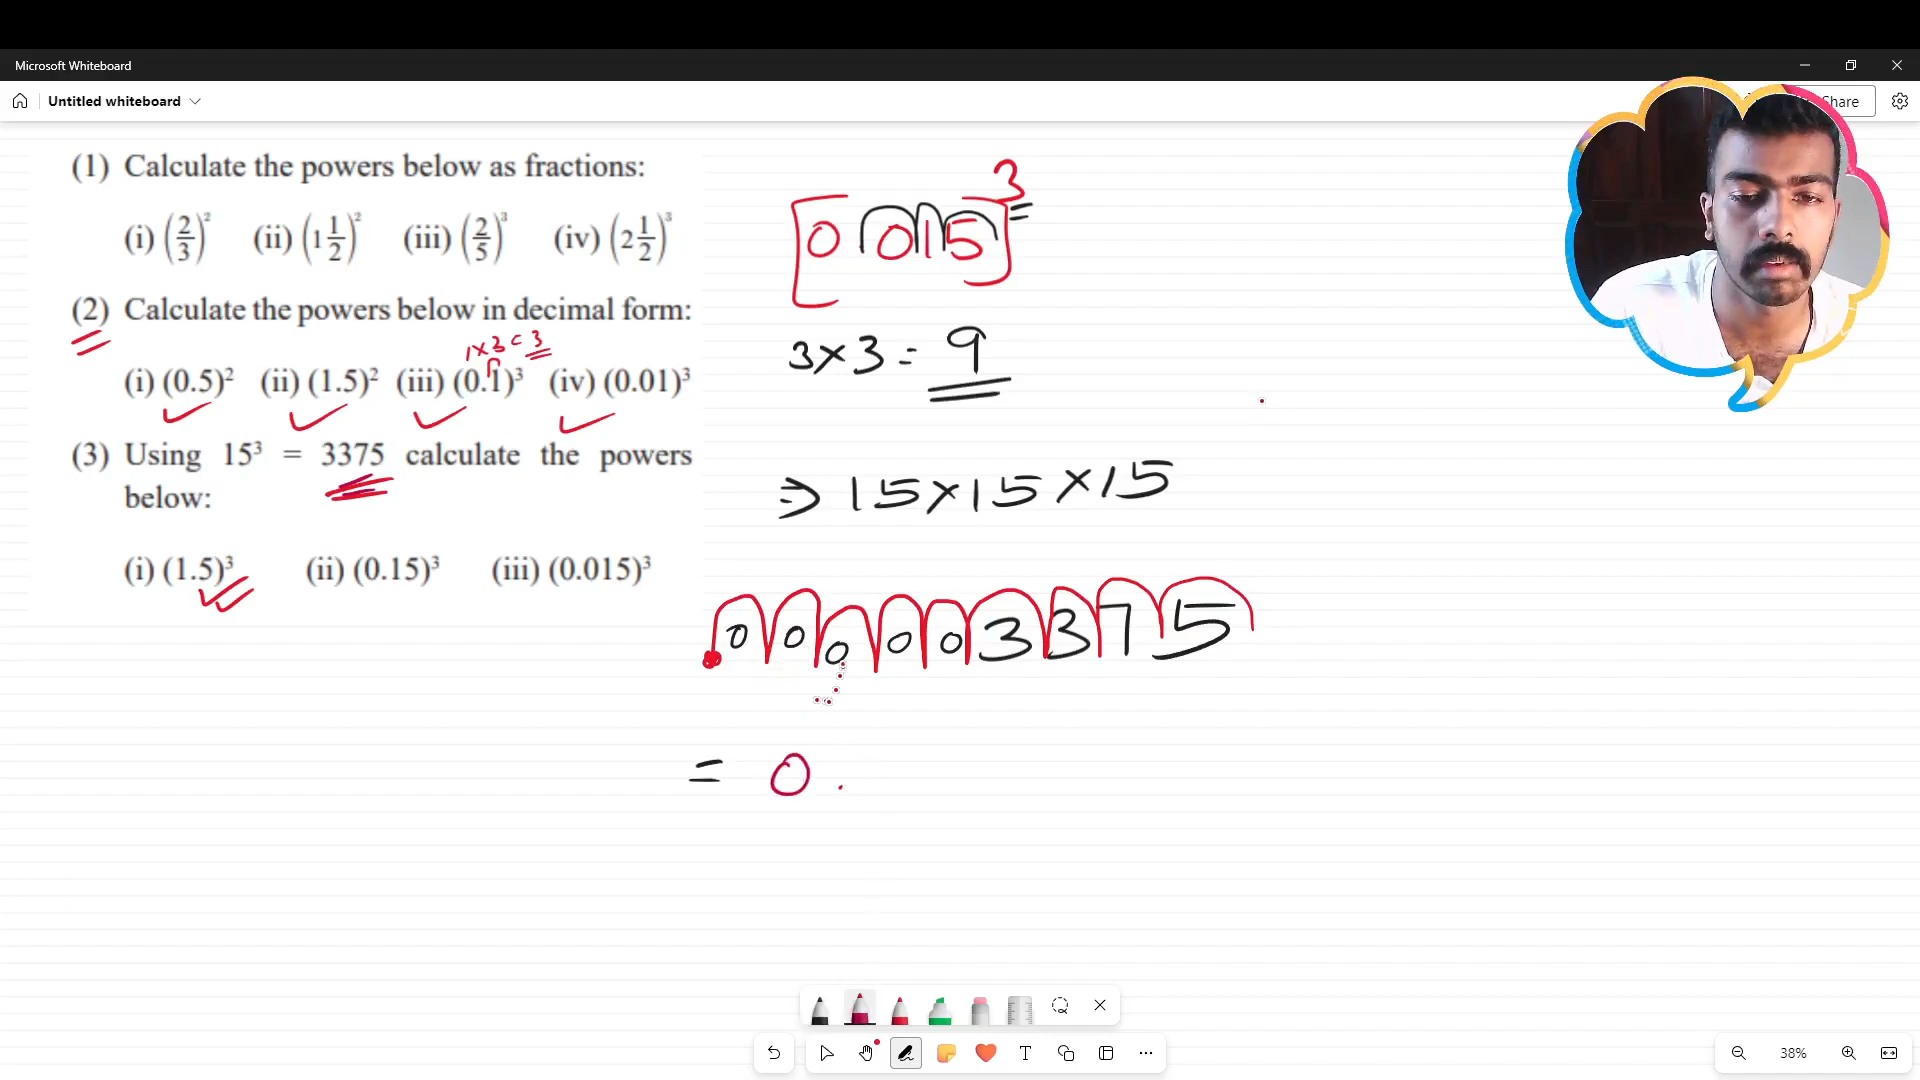 Microsoft Whiteboard
Untitled whiteboard
Share
(1) Calculate the powers below as fractions:
(i) (2/3)² (ii) (1 1/2)² (iii) (2/5)³ (iv) (2 1/2)³
(2) Calculate the powers below in decimal form:
1×3=3
(i) (0.5)² (ii) (1.5)² (iii) (0.1)³ (iv) (0.01)³
(3) Using 15³ = 3375 calculate the powers
below:
(i) (1.5)³ (ii) (0.15)³ (iii) (0.015)³
[0 015]³
3×3=9
⇒ 15×15×15
.000003375
= 0.
T
38%